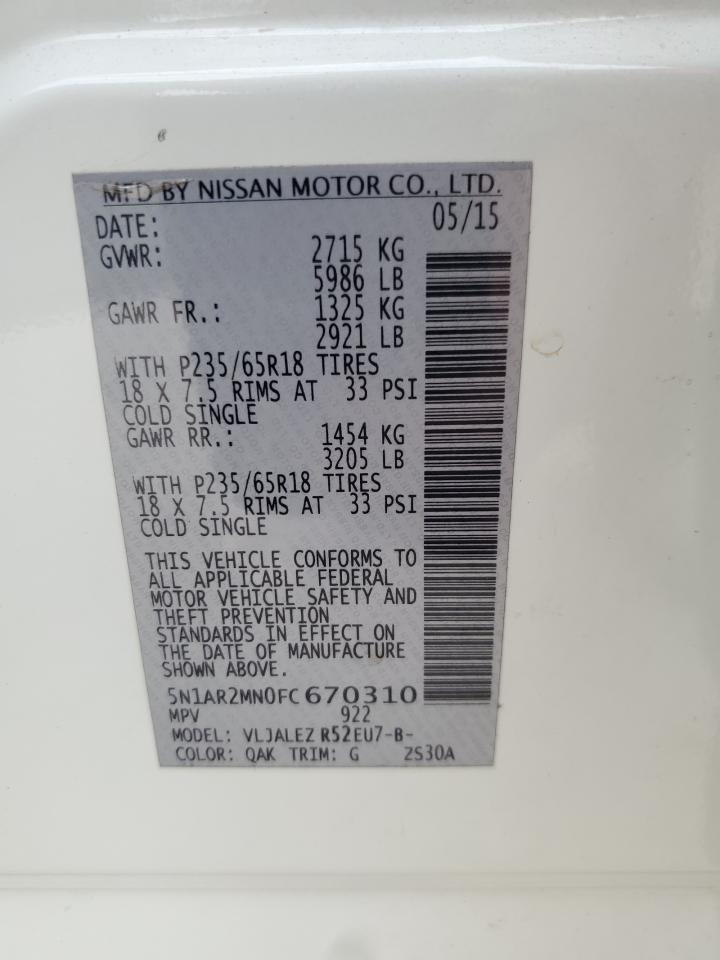 MFD BY NISSAN MOTOR CO., LTD.
DATE: 05/15
GVWR: 2715 KG
5986 LB
GAWR FR.: 1325 KG
2921 LB
WITH P235/65R18 TIRES
18 X 7.5 RIMS AT 33 PSI
COLD SINGLE
GAWR RR.: 1454 KG
3205 LB
WITH P235/65R18 TIRES
18 X 7.5 RIMS AT 33 PSI
COLD SINGLE
THIS VEHICLE CONFORMS TO
ALL APPLICABLE FEDERAL
MOTOR VEHICLE SAFETY AND
THEFT PREVENTION
STANDARDS IN EFFECT ON
THE DATE OF MANUFACTURE
SHOWN ABOVE.
5N1AR2MN0FC670310
MPV 922
MODEL: VLJALEZ R52EU7-B-
COLOR: QAK TRIM: G 2S30A